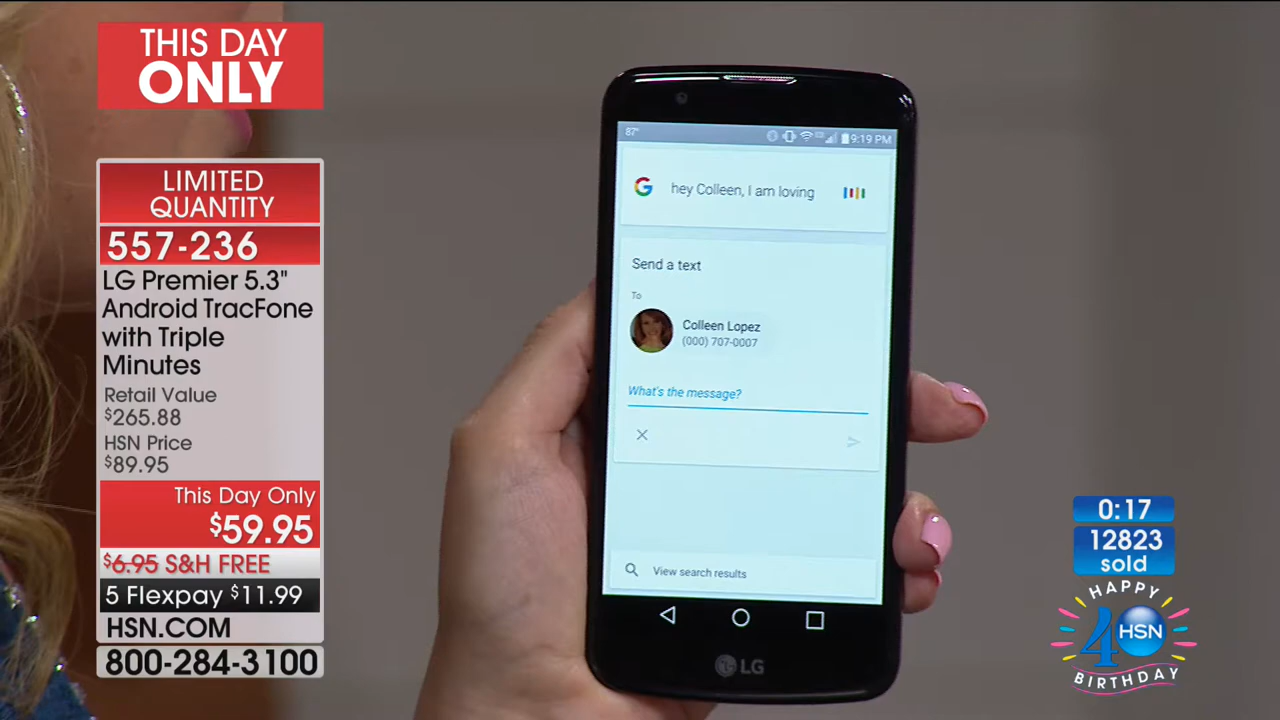 THIS DAY
ONLY
LIMITED
QUANTITY
557-236
LG Premier 5.3"
Android TracFone
with Triple
Minutes
Retail Value
$265.88
HSN Price
$89.95
This Day Only
$59.95
$6.95 S&H FREE
5 Flexpay $11.99
HSN.COM
800-284-3100
87°
9:19 PM
G hey Colleen, I am loving
Send a text
To
Colleen Lopez
(000) 707-0007
What's the message?
View search results
LG
0:17
12823
sold
HAPPY
40 HSN
BIRTHDAY